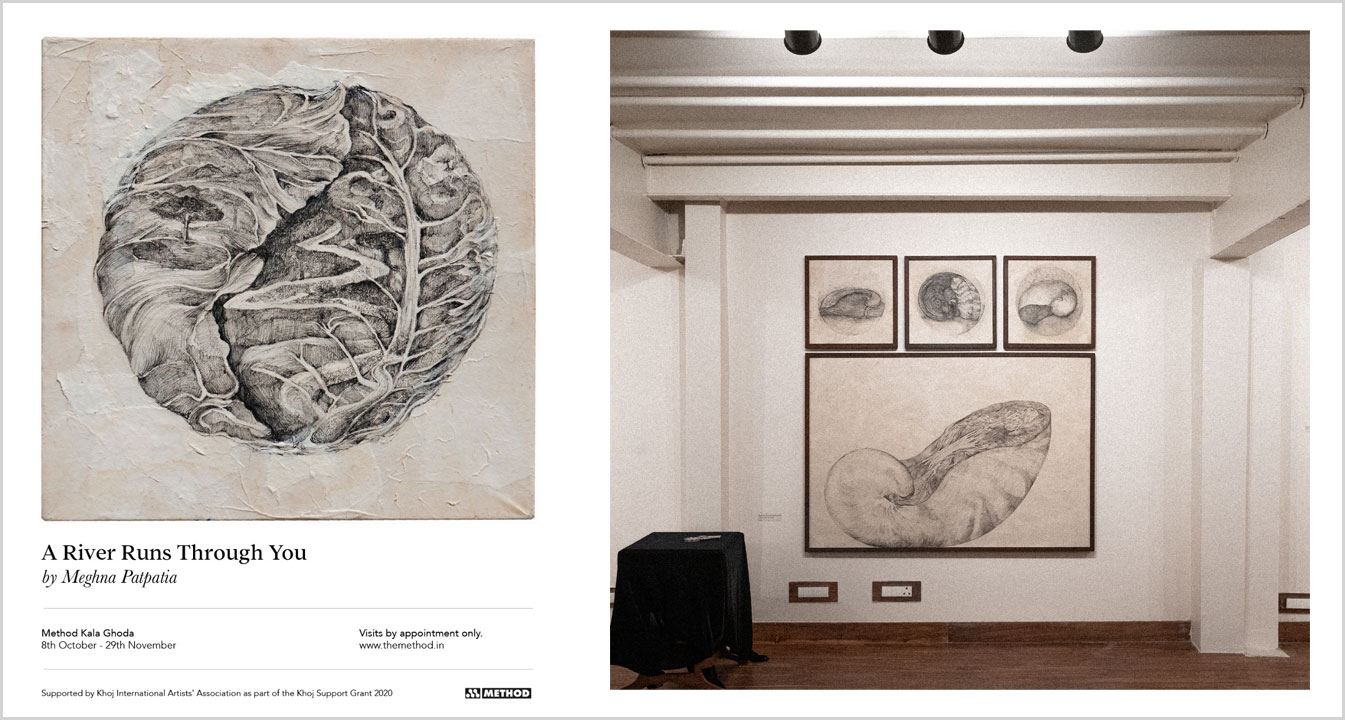 A River Runs Through You
by Meghna Patpatia
Method Kala Ghoda
8th October - 29th November
Visits by appointment only.
www.themethod.in
Supported by Khoj International Artists' Association as part of the Khoj Support Grant 2020
METHOD